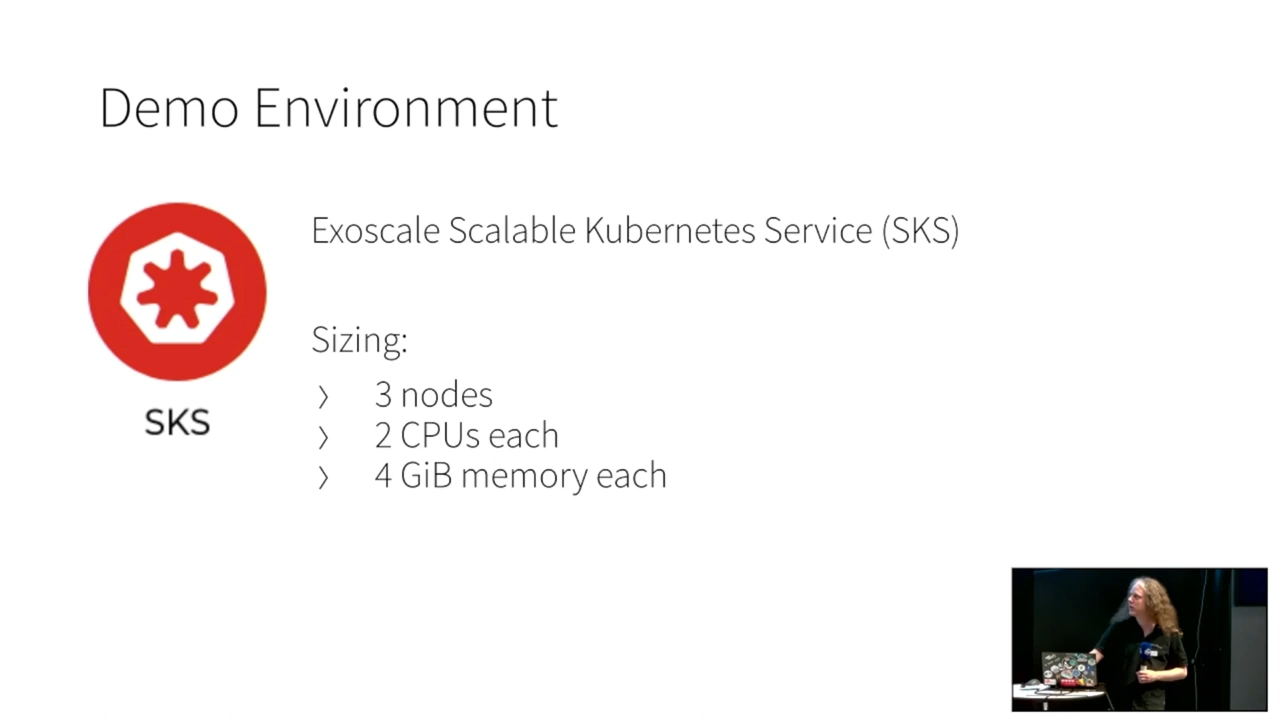 Demo Environment
Exoscale Scalable Kubernetes Service (SKS)
SKS
Sizing:
〉 3 nodes
〉 2 CPUs each
〉 4 GiB memory each